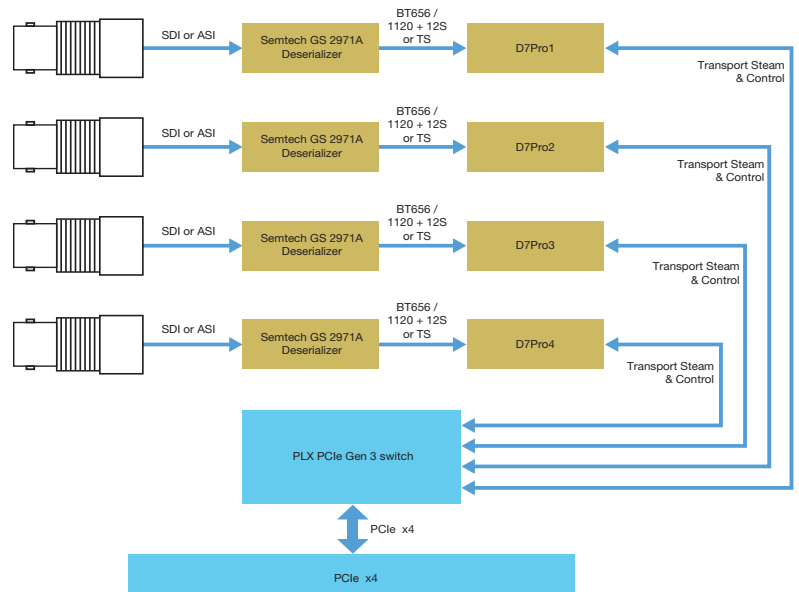 SDI or ASI
Semtech GS 2971A
Deserializer
BT656 /
1120 + 12S
or TS
D7Pro1
Transport Steam
& Control
SDI or ASI
Semtech GS 2971A
Deserializer
BT656 /
1120 + 12S
or TS
D7Pro2
Transport Steam
& Control
SDI or ASI
Semtech GS 2971A
Deserializer
BT656 /
1120 + 12S
or TS
D7Pro3
Transport Steam
& Control
SDI or ASI
Semtech GS 2971A
Deserializer
BT656 /
1120 + 12S
or TS
D7Pro4
Transport Steam
& Control
PLX PCIe Gen 3 switch
PCIe x4
PCIe x4